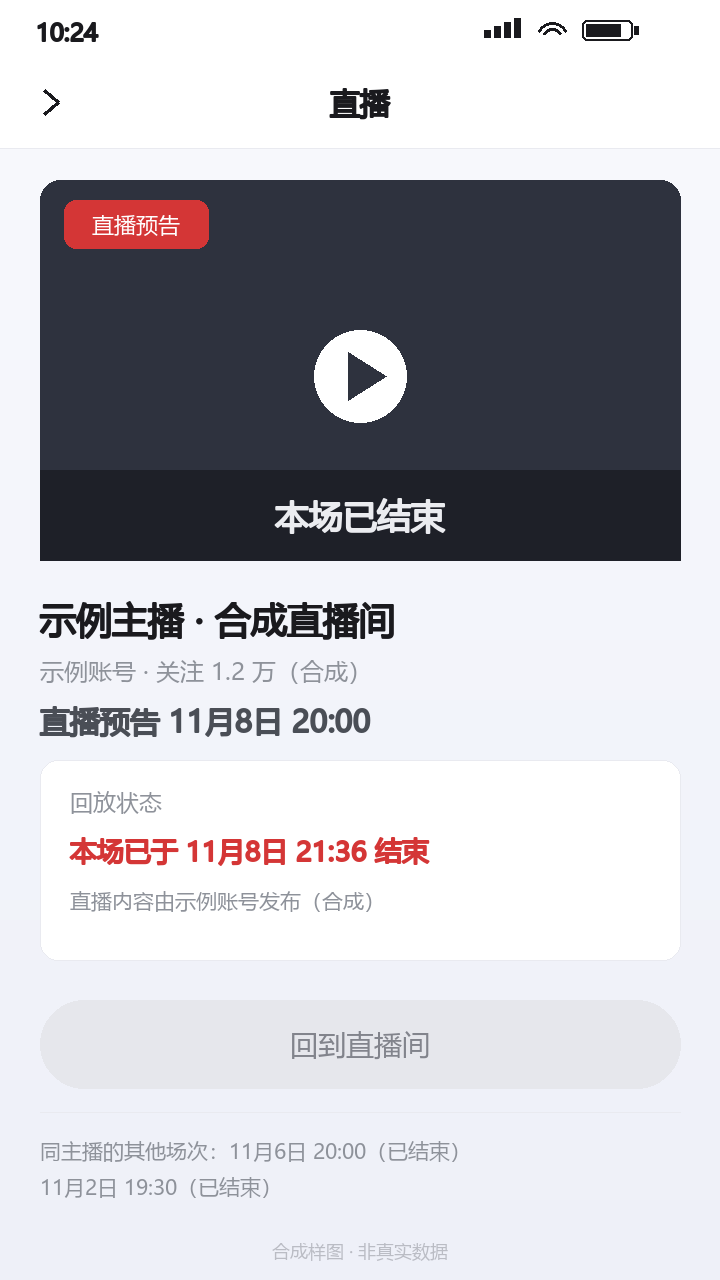 10:24
直播
直播预告
本场已结束
示例主播 · 合成直播间
示例账号 · 关注 1.2 万（合成）
直播预告 11月8日 20:00
回放状态
本场已于 11月8日 21:36 结束
直播内容由示例账号发布（合成）
回到直播间
同主播的其他场次：11月6日 20:00（已结束）
11月2日 19:30（已结束）
合成样图 · 非真实数据